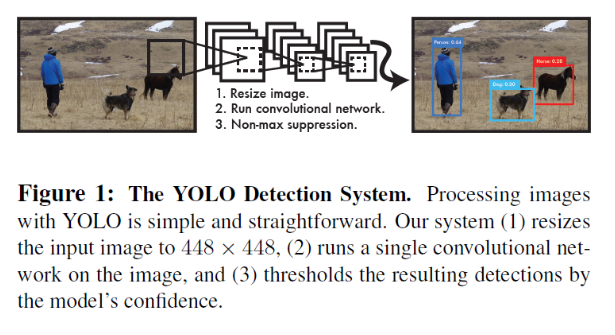 1. Resize image.
2. Run convolutional network.
3. Non-max suppression.
Person: 0.64
Horse: 0.28
Dog: 0.30
Figure 1: The YOLO Detection System. Processing images
with YOLO is simple and straightforward. Our system (1) resizes
the input image to 448 × 448, (2) runs a single convolutional net-
work on the image, and (3) thresholds the resulting detections by
the model’s confidence.